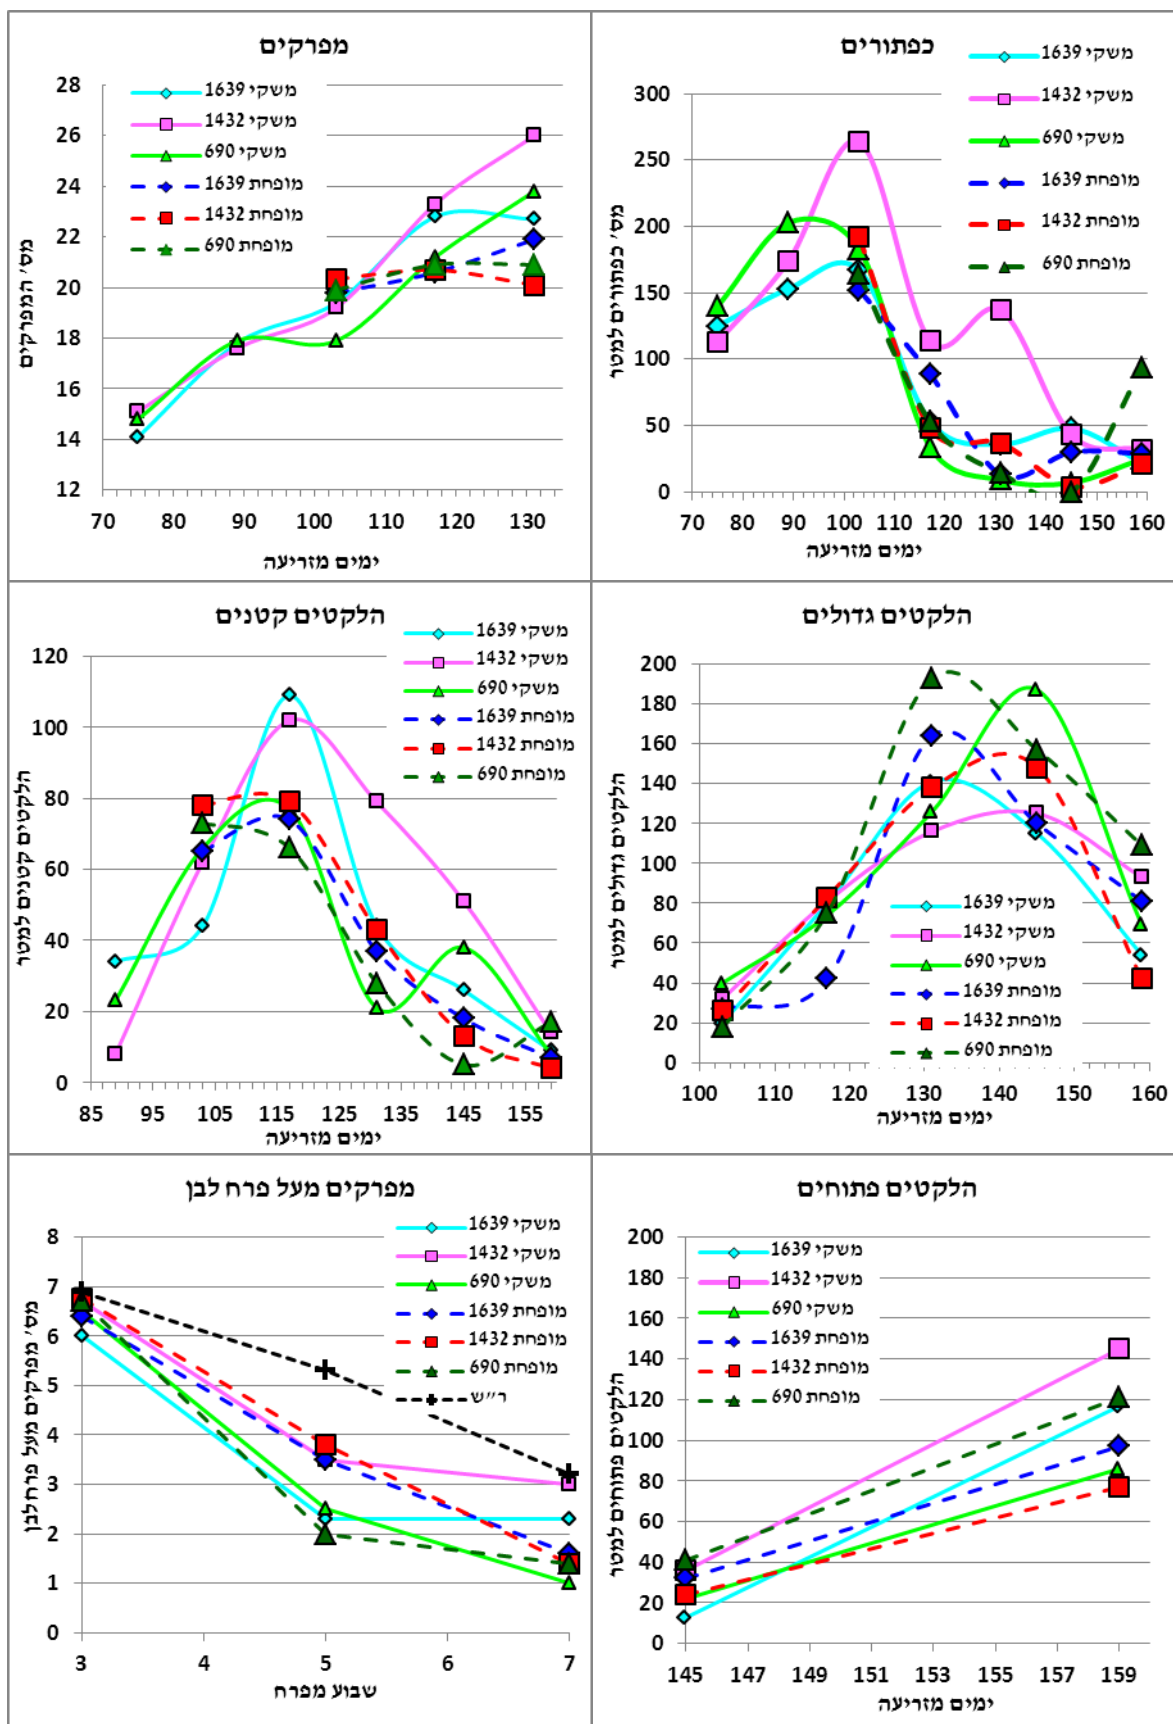 מפרקים
משקי 1639
משקי 1432
משקי 690
מופחת 1639
מופחת 1432
מופחת 690
מס' המפרקים
28
26
24
22
20
18
16
14
12
70 80 90 100 110 120 130
ימים מזריעה
כפתורים
משקי 1639
משקי 1432
משקי 690
מופחת 1639
מופחת 1432
מופחת 690
מס' כפתורים למטר
300
250
200
150
100
50
0
70 80 90 100 110 120 130 140 150 160
ימים מזריעה
הלקטים קטנים
משקי 1639
משקי 1432
משקי 690
מופחת 1639
מופחת 1432
מופחת 690
הלקטים קטנים למטר
120
100
80
60
40
20
0
85 95 105 115 125 135 145 155
ימים מזריעה
הלקטים גדולים
הלקטים גדולים למטר
200
180
160
140
120
100
80
60
40
20
0
משקי 1639
משקי 1432
משקי 690
מופחת 1639
מופחת 1432
מופחת 690
100 110 120 130 140 150 160
ימים מזריעה
מפרקים מעל פרח לבן
משקי 1639
משקי 1432
משקי 690
מופחת 1639
מופחת 1432
מופחת 690
ר״ש
מס' מפרקים מעל פרח לבן
8
7
6
5
4
3
2
1
0
3 4 5 6 7
שבוע מפרח
הלקטים פתוחים
משקי 1639
משקי 1432
משקי 690
מופחת 1639
מופחת 1432
מופחת 690
הלקטים פתוחים למטר
200
180
160
140
120
100
80
60
40
20
0
145 147 149 151 153 155 157 159
ימים מזריעה